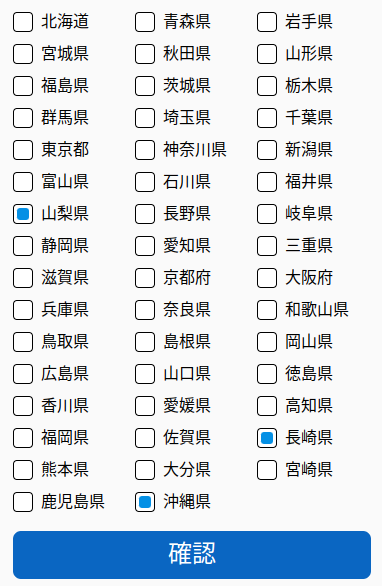 北海道 青森県 岩手県
宮城県 秋田県 山形県
福島県 茨城県 栃木県
群馬県 埼玉県 千葉県
東京都 神奈川県 新潟県
富山県 石川県 福井県
山梨県 長野県 岐阜県
静岡県 愛知県 三重県
滋賀県 京都府 大阪府
兵庫県 奈良県 和歌山県
鳥取県 島根県 岡山県
広島県 山口県 徳島県
香川県 愛媛県 高知県
福岡県 佐賀県 長崎県
熊本県 大分県 宮崎県
鹿児島県 沖縄県
確認